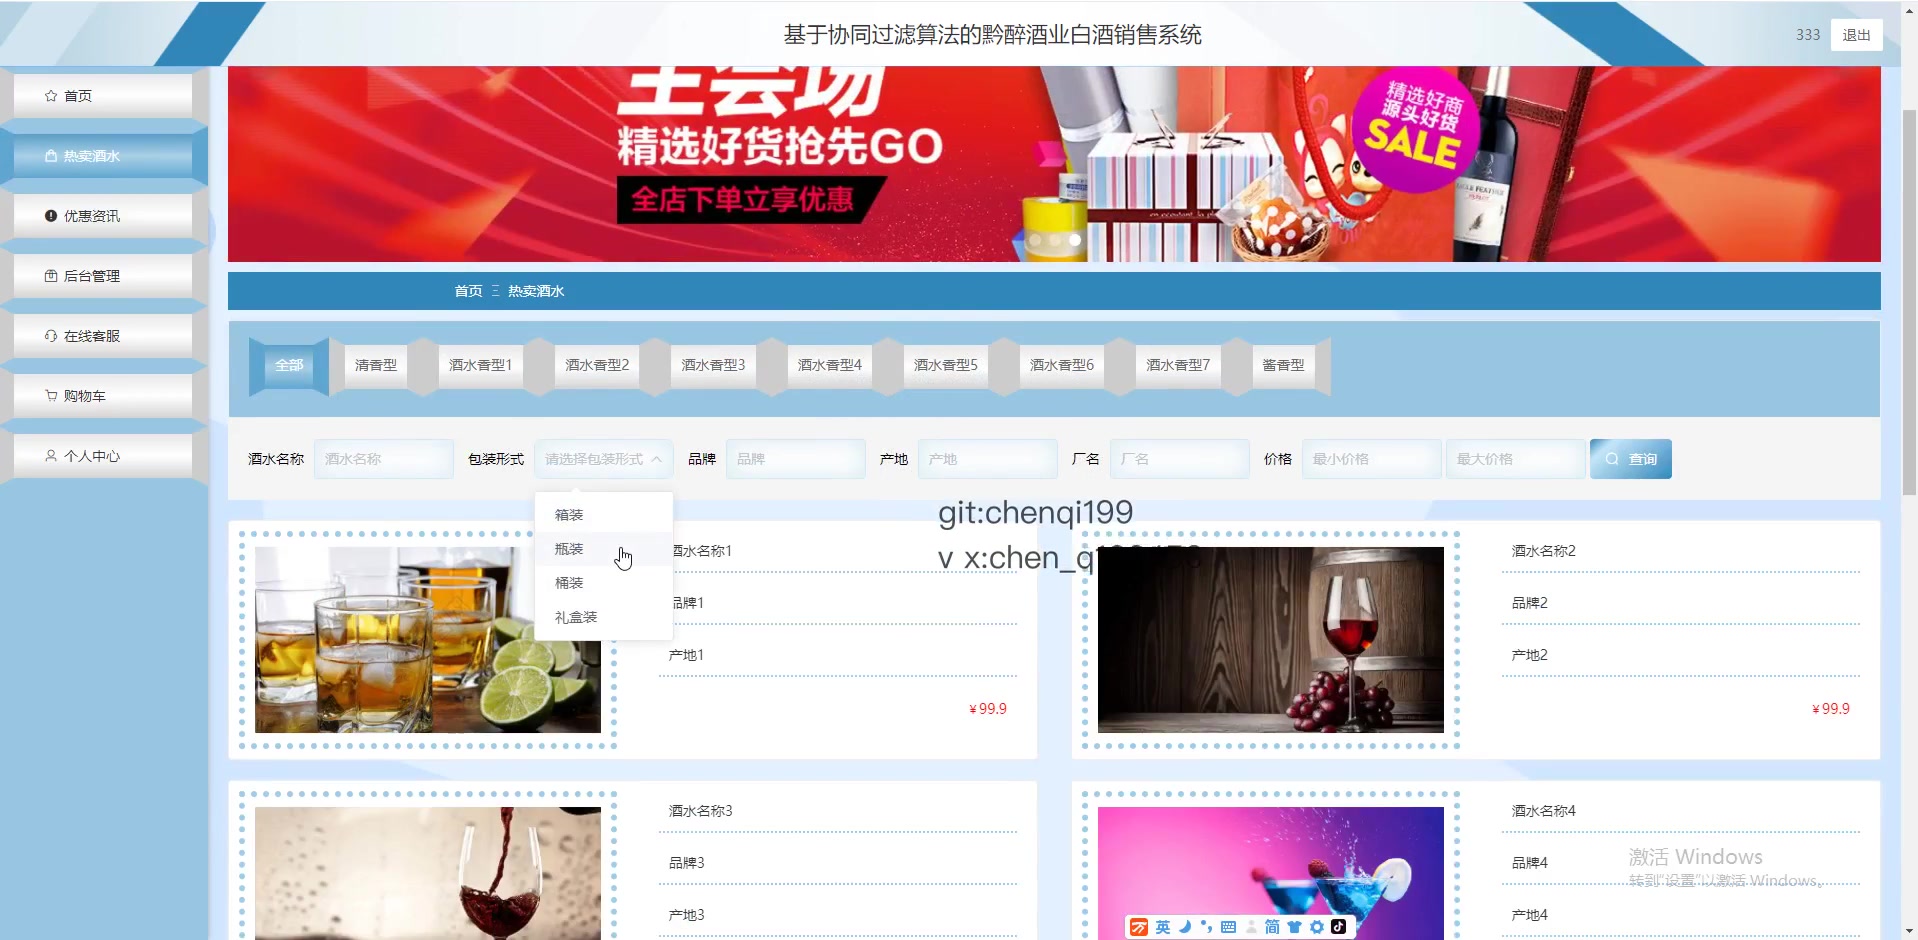 基于协同过滤算法的黔醉酒业白酒销售系统
333
退出
首页
热卖酒水
优惠资讯
后台管理
在线客服
购物车
个人中心
主会场
精选好货抢先GO
全店下单立享优惠
精选好商
源头好货
SALE
首页 热卖酒水
全部 清香型 酒水香型1 酒水香型2 酒水香型3 酒水香型4 酒水香型5 酒水香型6 酒水香型7 酱香型
酒水名称 酒水名称 包装形式 请选择包装形式 品牌 品牌 产地 产地 厂名 厂名 价格 最小价格 最大价格 查询
箱装
瓶装
桶装
礼盒装
git:chenqi199
v x:chen_q
酒水名称1
品牌1
产地1
¥99.9
酒水名称2
品牌2
产地2
¥99.9
酒水名称3
品牌3
产地3
酒水名称4
品牌4
产地4
激活 Windows
转到"设置"以激活 Windows。
英 简